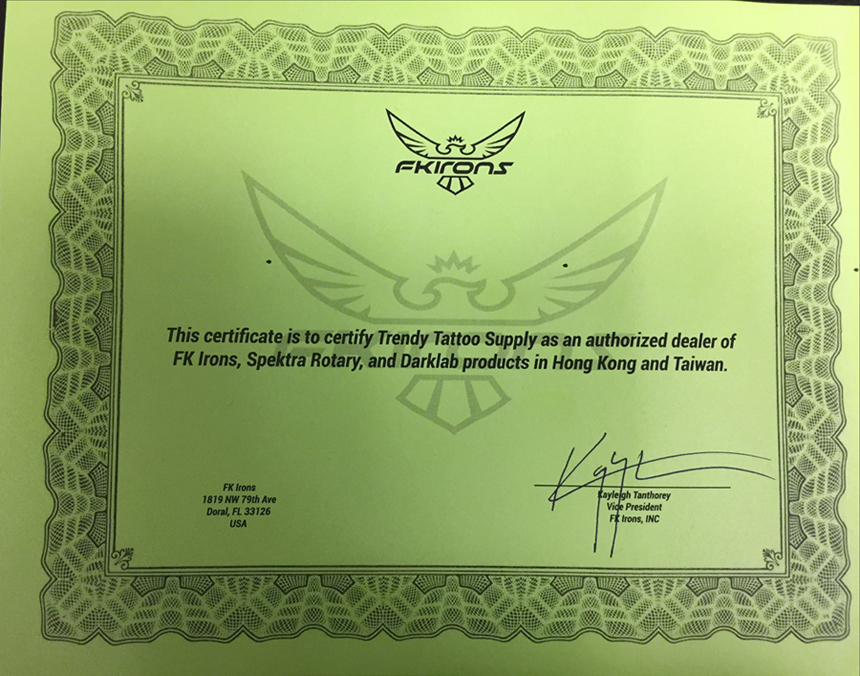 FKIRONS
This certificate is to certify Trendy Tattoo Supply as an authorized dealer of
FK Irons, Spektra Rotary, and Darklab products in Hong Kong and Taiwan.
FK Irons
1819 NW 79th Ave
Doral, FL 33126
USA
Kayleigh Tanthorey
Vice President
FK Irons, INC